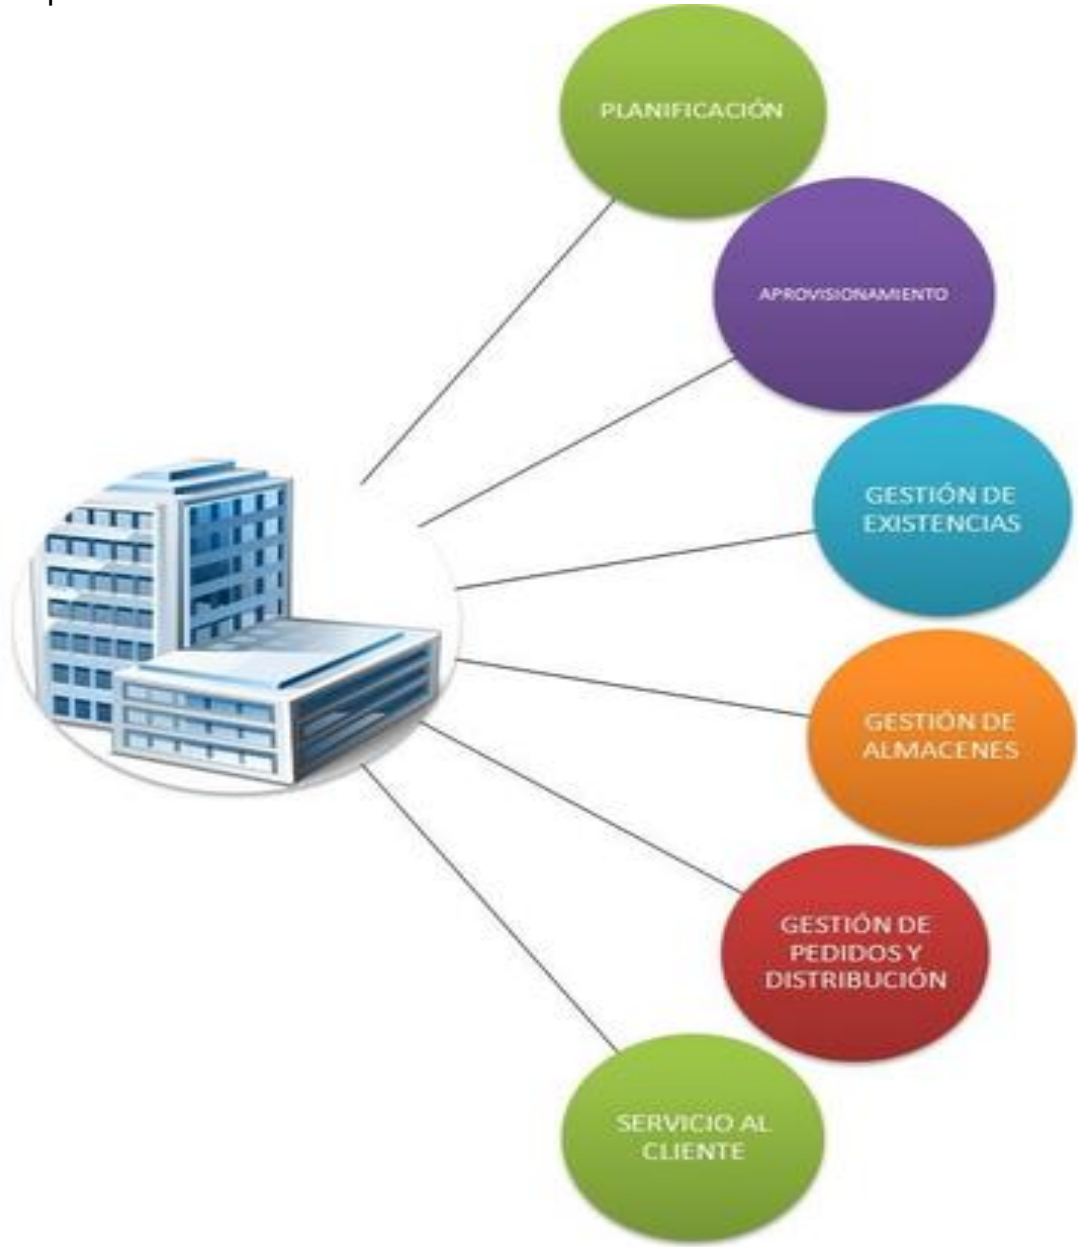 PLANIFICACIÓN
APROVISIONAMIENTO
GESTIÓN DE
EXISTENCIAS
GESTIÓN DE
ALMACENES
GESTIÓN DE
PEDIDOS Y
DISTRIBUCIÓN
SERVICIO AL
CLIENTE